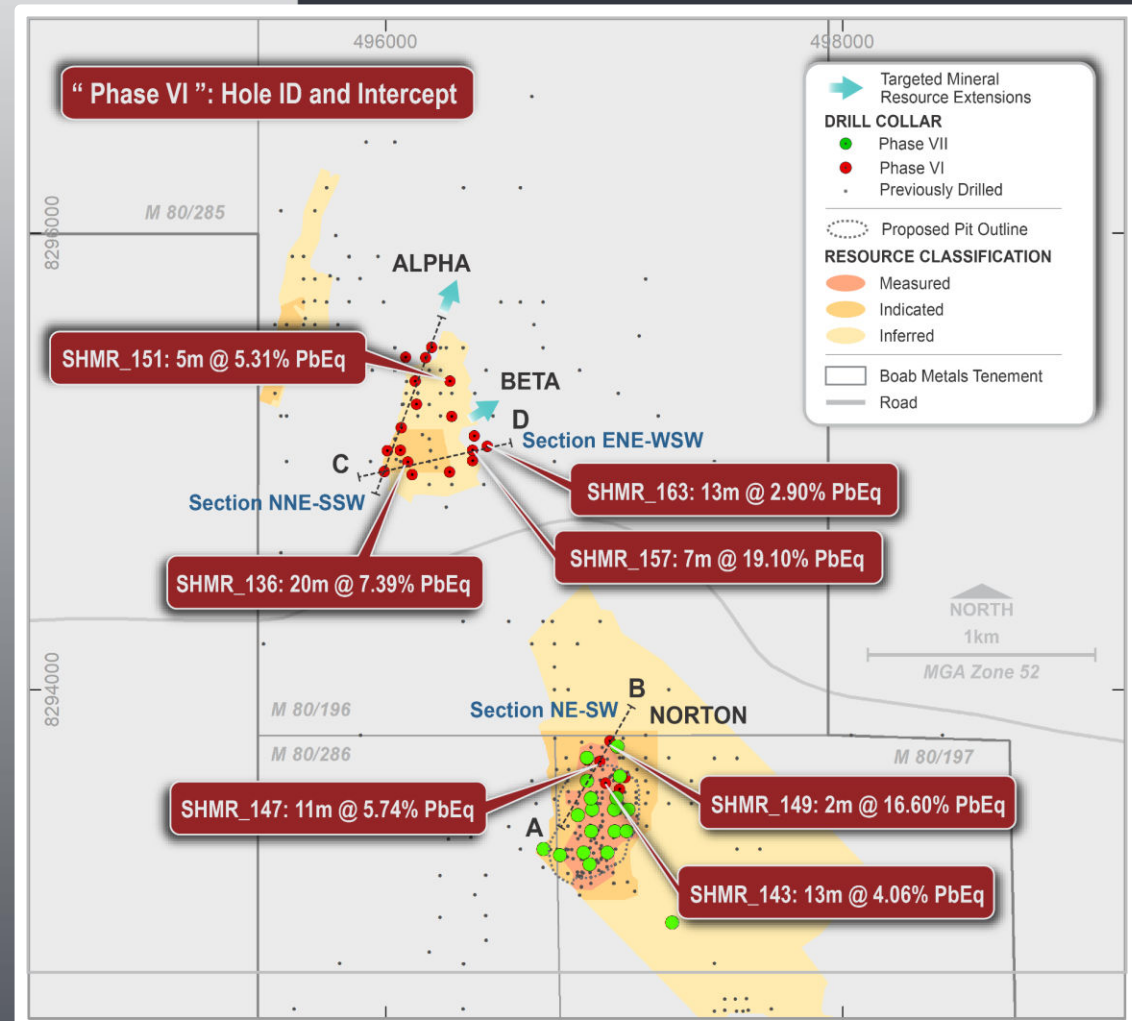 496000
498000
“ Phase VI ”: Hole ID and Intercept
Targeted Mineral
Resource Extensions
DRILL COLLAR
Phase VII
Phase VI
Previously Drilled
Proposed Pit Outline
RESOURCE CLASSIFICATION
Measured
Indicated
Inferred
Boab Metals Tenement
Road
M 80/285
8296000
ALPHA
SHMR_151: 5m @ 5.31% PbEq
BETA
D
Section ENE-WSW
C
Section NNE-SSW
SHMR_163: 13m @ 2.90% PbEq
SHMR_157: 7m @ 19.10% PbEq
SHMR_136: 20m @ 7.39% PbEq
NORTH
1km
MGA Zone 52
8294000
B
Section NE-SW
NORTON
M 80/196
M 80/286
M 80/197
SHMR_147: 11m @ 5.74% PbEq
SHMR_149: 2m @ 16.60% PbEq
A
SHMR_143: 13m @ 4.06% PbEq